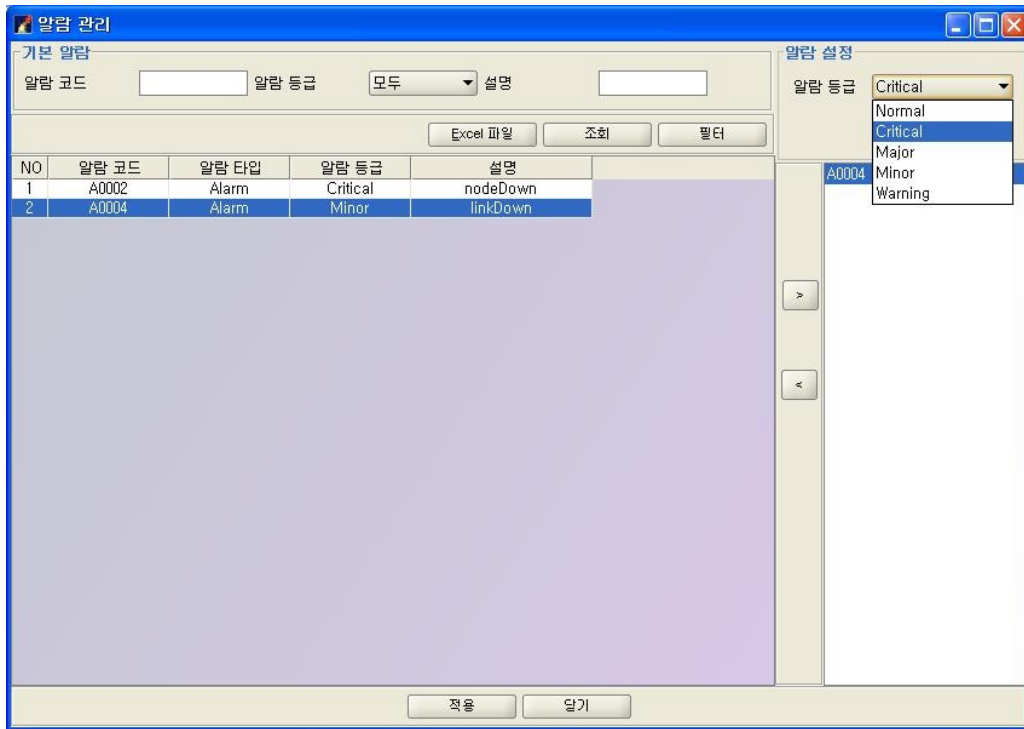 알람 관리
기본 알람
알람 코드 알람 등급 모두 설명
Excel 파일 조회 필터
NO 알람 코드 알람 타입 알람 등급 설명
1 A0002 Alarm Critical nodeDown
2 A0004 Alarm Minor linkDown
알람 설정
알람 등급 Critical
Normal
Critical
Major
Minor
Warning
A0004
>
<
적용 닫기